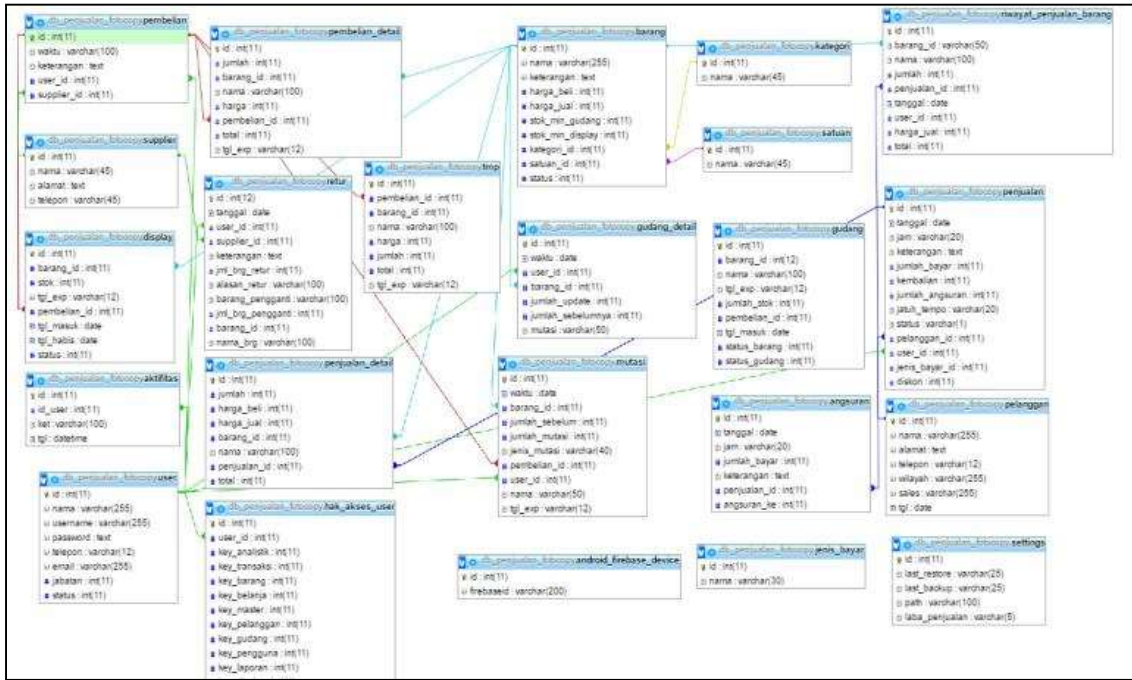 db_penjualan_fotocopy.pembelian
id : int(11)
waktu : varchar(100)
keterangan : text
user_id : int(11)
supplier_id : int(11)
db_penjualan_fotocopy.supplier
id : int(11)
nama : varchar(45)
alamat : text
telepon : varchar(45)
db_penjualan_fotocopy.display
id : int(11)
barang_id : int(11)
stok : int(11)
tgl_exp : varchar(12)
pembelian_id : int(11)
tgl_masuk : date
tgl_habis : date
status : int(11)
db_penjualan_fotocopy.aktifitas
id : int(11)
id_user : int(11)
ket : varchar(100)
tgl : datetime
db_penjualan_fotocopy.user
id : int(11)
nama : varchar(255)
username : varchar(255)
password : text
telepon : varchar(12)
email : varchar(255)
jabatan : int(11)
status : int(11)
db_penjualan_fotocopy.pembelian_detail
id : int(11)
jumlah : int(11)
barang_id : int(11)
nama : varchar(100)
harga : int(11)
pembelian_id : int(11)
total : int(11)
tgl_exp : varchar(12)
db_penjualan_fotocopy.retur
id : int(12)
tanggal : date
user_id : int(11)
supplier_id : int(11)
keterangan : text
jml_brg_retur : int(11)
alasan_retur : varchar(100)
barang_pengganti : varchar(100)
jml_brg_pengganti : int(11)
barang_id : int(11)
nama_brg : varchar(100)
db_penjualan_fotocopy.tmp
id : int(11)
pembelian_id : int(11)
barang_id : int(11)
nama : varchar(100)
harga : int(11)
jumlah : int(11)
total : int(11)
tgl_exp : varchar(12)
db_penjualan_fotocopy.penjualan_detail
id : int(11)
jumlah : int(11)
harga_beli : int(11)
harga_jual : int(11)
barang_id : int(11)
nama : varchar(100)
penjualan_id : int(11)
total : int(11)
db_penjualan_fotocopy.hak_akses_user
id : int(11)
user_id : int(11)
key_analistik : int(11)
key_transaksi : int(11)
key_barang : int(11)
key_belanja : int(11)
key_master : int(11)
key_pelanggan : int(11)
key_gudang : int(11)
key_pengguna : int(11)
key_laporan : int(11)
db_penjualan_fotocopy.barang
id : int(11)
nama : varchar(255)
keterangan : text
harga_beli : int(11)
harga_jual : int(11)
stok_min_gudang : int(11)
stok_min_display : int(11)
kategori_id : int(11)
satuan_id : int(11)
status : int(11)
db_penjualan_fotocopy.gudang_detail
id : int(11)
waktu : date
user_id : int(11)
barang_id : int(11)
jumlah_update : int(11)
jumlah_sebelumnya : int(11)
mutasi : varchar(50)
db_penjualan_fotocopy.mutasi
id : int(11)
waktu : date
barang_id : int(11)
jumlah_sebelum : int(11)
jumlah_mutasi : int(11)
jenis_mutasi : varchar(40)
pembelian_id : int(11)
user_id : int(11)
nama : varchar(50)
tgl_exp : varchar(12)
db_penjualan_fotocopy.android_firebase_device
id : int(11)
firebaseid : varchar(200)
db_penjualan_fotocopy.kategori
id : int(11)
nama : varchar(45)
db_penjualan_fotocopy.satuan
id : int(11)
nama : varchar(45)
db_penjualan_fotocopy.gudang
id : int(11)
barang_id : int(12)
nama : varchar(100)
tgl_exp : varchar(12)
jumlah_stok : int(11)
pembelian_id : int(11)
tgl_masuk : date
status_barang : int(11)
status_gudang : int(11)
db_penjualan_fotocopy.angsuran
id : int(11)
tanggal : date
jam : varchar(20)
jumlah_bayar : int(11)
keterangan : text
penjualan_id : int(11)
angsuran_ke : int(11)
db_penjualan_fotocopy.jenis_bayar
id : int(11)
nama : varchar(30)
db_penjualan_fotocopy.riwayat_penjualan_barang
id : int(11)
barang_id : varchar(50)
nama : varchar(100)
jumlah : int(11)
penjualan_id : int(11)
tanggal : date
user_id : int(11)
harga_jual : int(11)
total : int(11)
db_penjualan_fotocopy.penjualan
id : int(11)
tanggal : date
jam : varchar(20)
keterangan : text
jumlah_bayar : int(11)
kembalian : int(11)
jumlah_angsuran : int(11)
jatuh_tempo : varchar(20)
status : varchar(1)
pelanggan_id : int(11)
user_id : int(11)
jenis_bayar_id : int(11)
diskon : int(11)
db_penjualan_fotocopy.pelanggan
id : int(11)
nama : varchar(255)
alamat : text
telepon : varchar(12)
wilayah : varchar(255)
sales : varchar(255)
tgl : date
db_penjualan_fotocopy.settings
id : int(11)
last_restore : varchar(25)
last_backup : varchar(25)
path : varchar(100)
laba_penjualan : varchar(5)